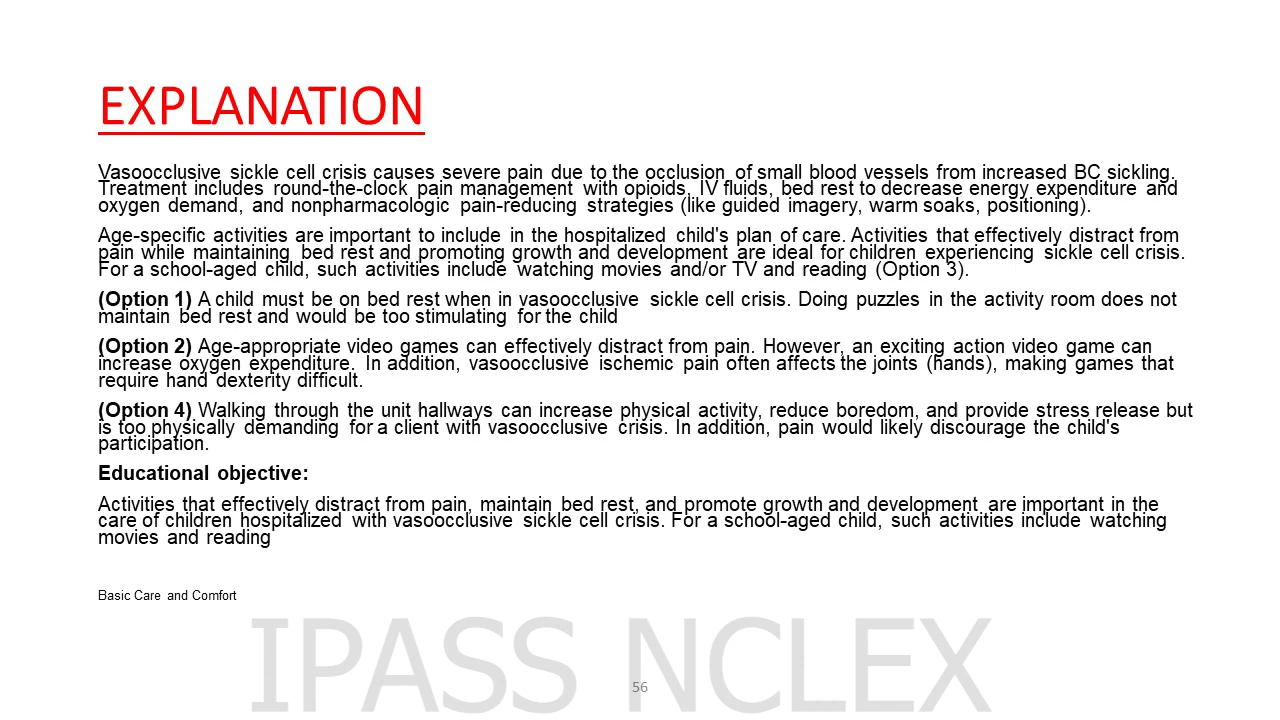 EXPLANATION
Vasoocclusive sickle cell crisis causes severe pain due to the occlusion of small blood vessels from increased BC sickling.
Treatment includes round-the-clock pain management with opioids, IV fluids, bed rest to decrease energy expenditure and
oxygen demand, and nonpharmacologic pain-reducing strategies (like guided imagery, warm soaks, positioning).
Age-specific activities are important to include in the hospitalized child's plan of care. Activities that effectively distract from
pain while maintaining bed rest and promoting growth and development are ideal for children experiencing sickle cell crisis.
For a school-aged child, such activities include watching movies and/or TV and reading (Option 3).
(Option 1) A child must be on bed rest when in vasoocclusive sickle cell crisis. Doing puzzles in the activity room does not
maintain bed rest and would be too stimulating for the child
(Option 2) Age-appropriate video games can effectively distract from pain. However, an exciting action video game can
increase oxygen expenditure. In addition, vasoocclusive ischemic pain often affects the joints (hands), making games that
require hand dexterity difficult.
(Option 4) Walking through the unit hallways can increase physical activity, reduce boredom, and provide stress release but
is too physically demanding for a client with vasoocclusive crisis. In addition, pain would likely discourage the child's
participation.
Educational objective:
Activities that effectively distract from pain, maintain bed rest, and promote growth and development are important in the
care of children hospitalized with vasoocclusive sickle cell crisis. For a school-aged child, such activities include watching
movies and reading
Basic Care and Comfort
IPASS NCLEX
56